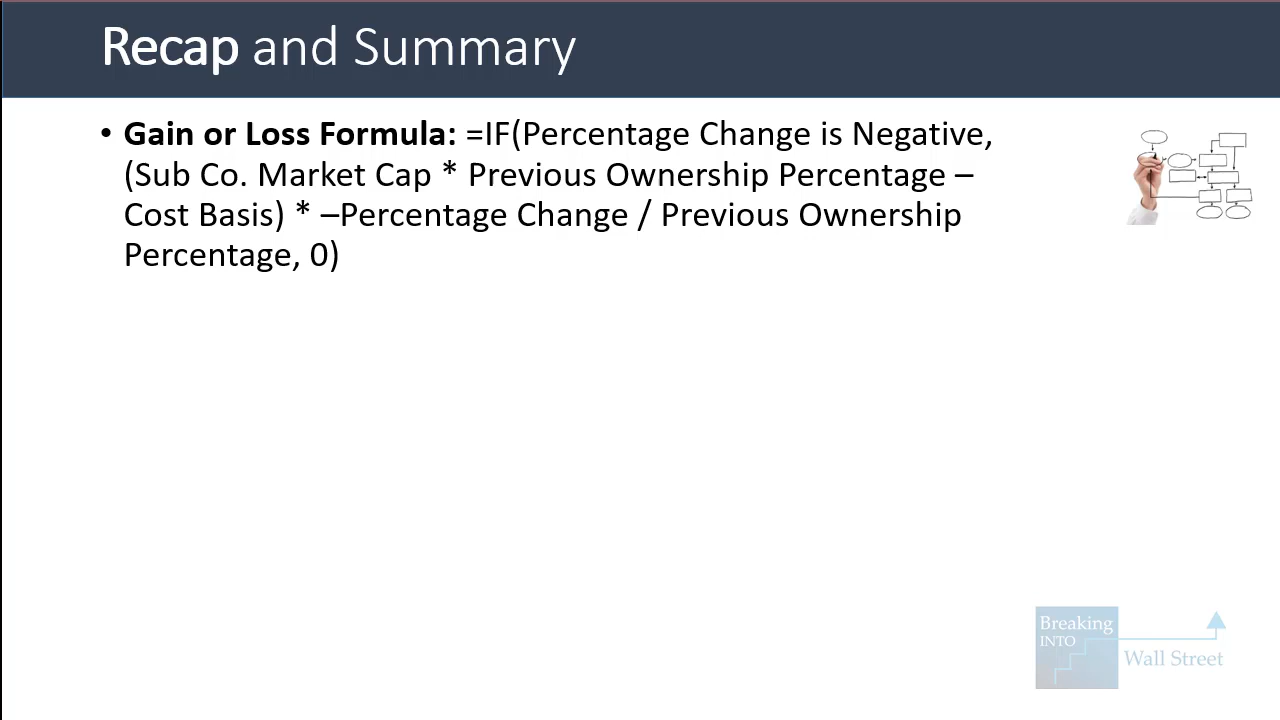 Recap and Summary
• Gain or Loss Formula: =IF(Percentage Change is Negative,
(Sub Co. Market Cap * Previous Ownership Percentage –
Cost Basis) * –Percentage Change / Previous Ownership
Percentage, 0)
Breaking
INTO
Wall Street